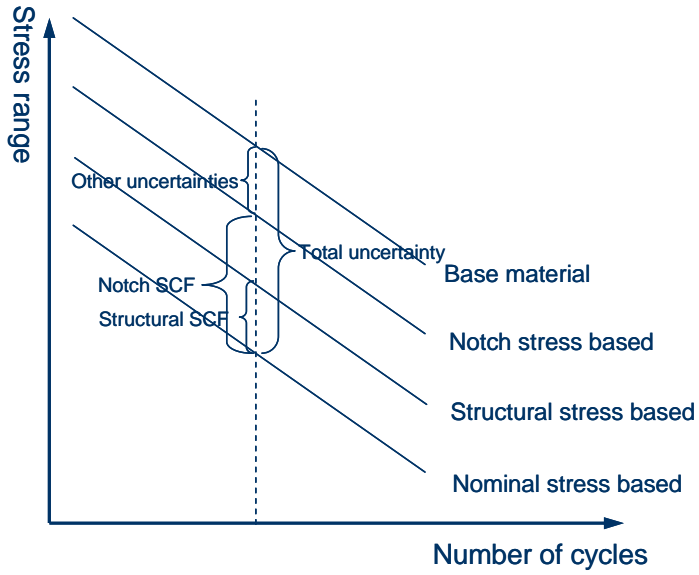 Stress range
Other uncertainties
Total uncertainty
Base material
Notch SCF
Structural SCF
Notch stress based
Structural stress based
Nominal stress based
Number of cycles